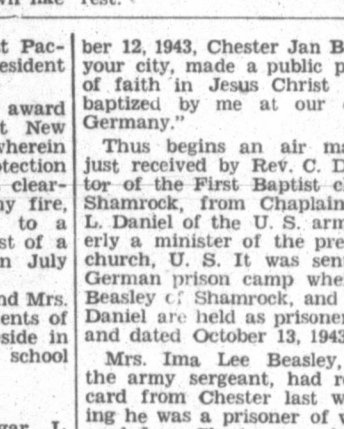 t Pac-
esident
award
t New
wherein
otection
clear-
ny fire,
to a
st of a
n July
nd Mrs.
ents of
side in
school
ber 12, 1943, Chester Jan B
your city, made a public p
of faith in Jesus Christ
baptized by me at our
Germany."
Thus begins an air ma
just received by Rev. C. D
tor of the First Baptist c
Shamrock, from Chaplain
L. Daniel of the U. S. arm
erly a minister of the pre
church, U. S. It was sen
German prison camp whe
Beasley of Shamrock, and
Daniel are held as prisone
and dated October 13, 1943
Mrs. Ima Lee Beasley,
the army sergeant, had re
card from Chester last w
ing he was a prisoner of w